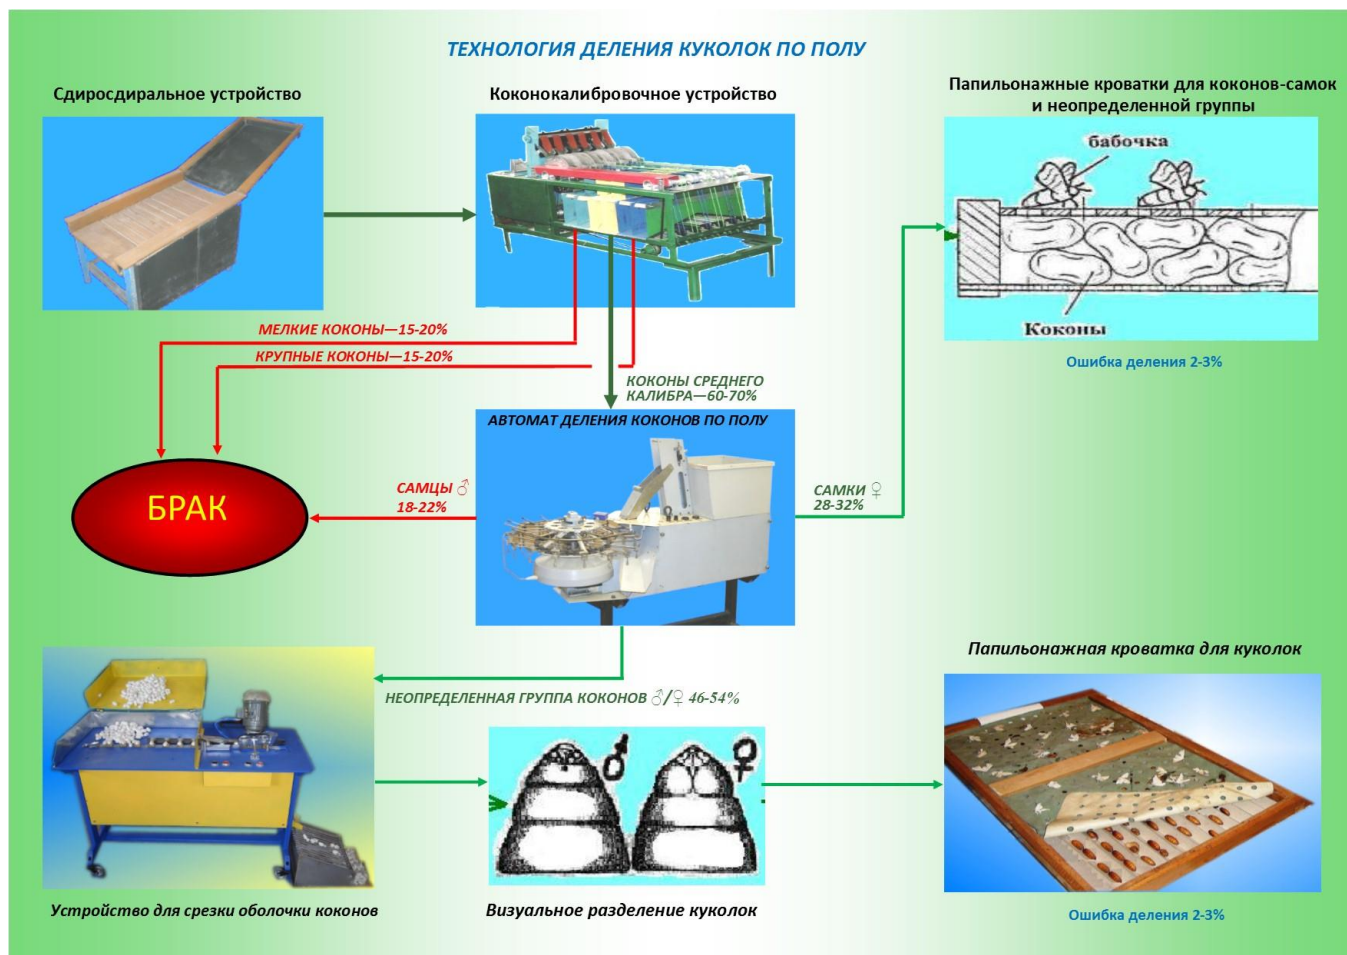 ТЕХНОЛОГИЯ ДЕЛЕНИЯ КУКОЛОК ПО ПОЛУ
Сдиросдиральное устройство
Кококалибровочное устройство
Папильонажные кроватки для коконов-самок
и неопределенной группы
бабочка
Коконы
Ошибка деления 2-3%
МЕЛКИЕ КОКОНЫ—15-20%
КРУПНЫЕ КОКОНЫ—15-20%
КОКОНЫ СРЕДНЕГО
КАЛИБРА—60-70%
АВТОМАТ ДЕЛЕНИЯ КОКОНОВ ПО ПОЛУ
БРАК
САМЦЫ ♂
18-22%
САМКИ ♀
28-32%
НЕОПРЕДЕЛЕННАЯ ГРУППА КОКОНОВ ♂/♀ 46-54%
Папильонажная кроватка для куколок
♂
♀
Устройство для срезки оболочки коконов
Визуальное разделение куколок
Ошибка деления 2-3%